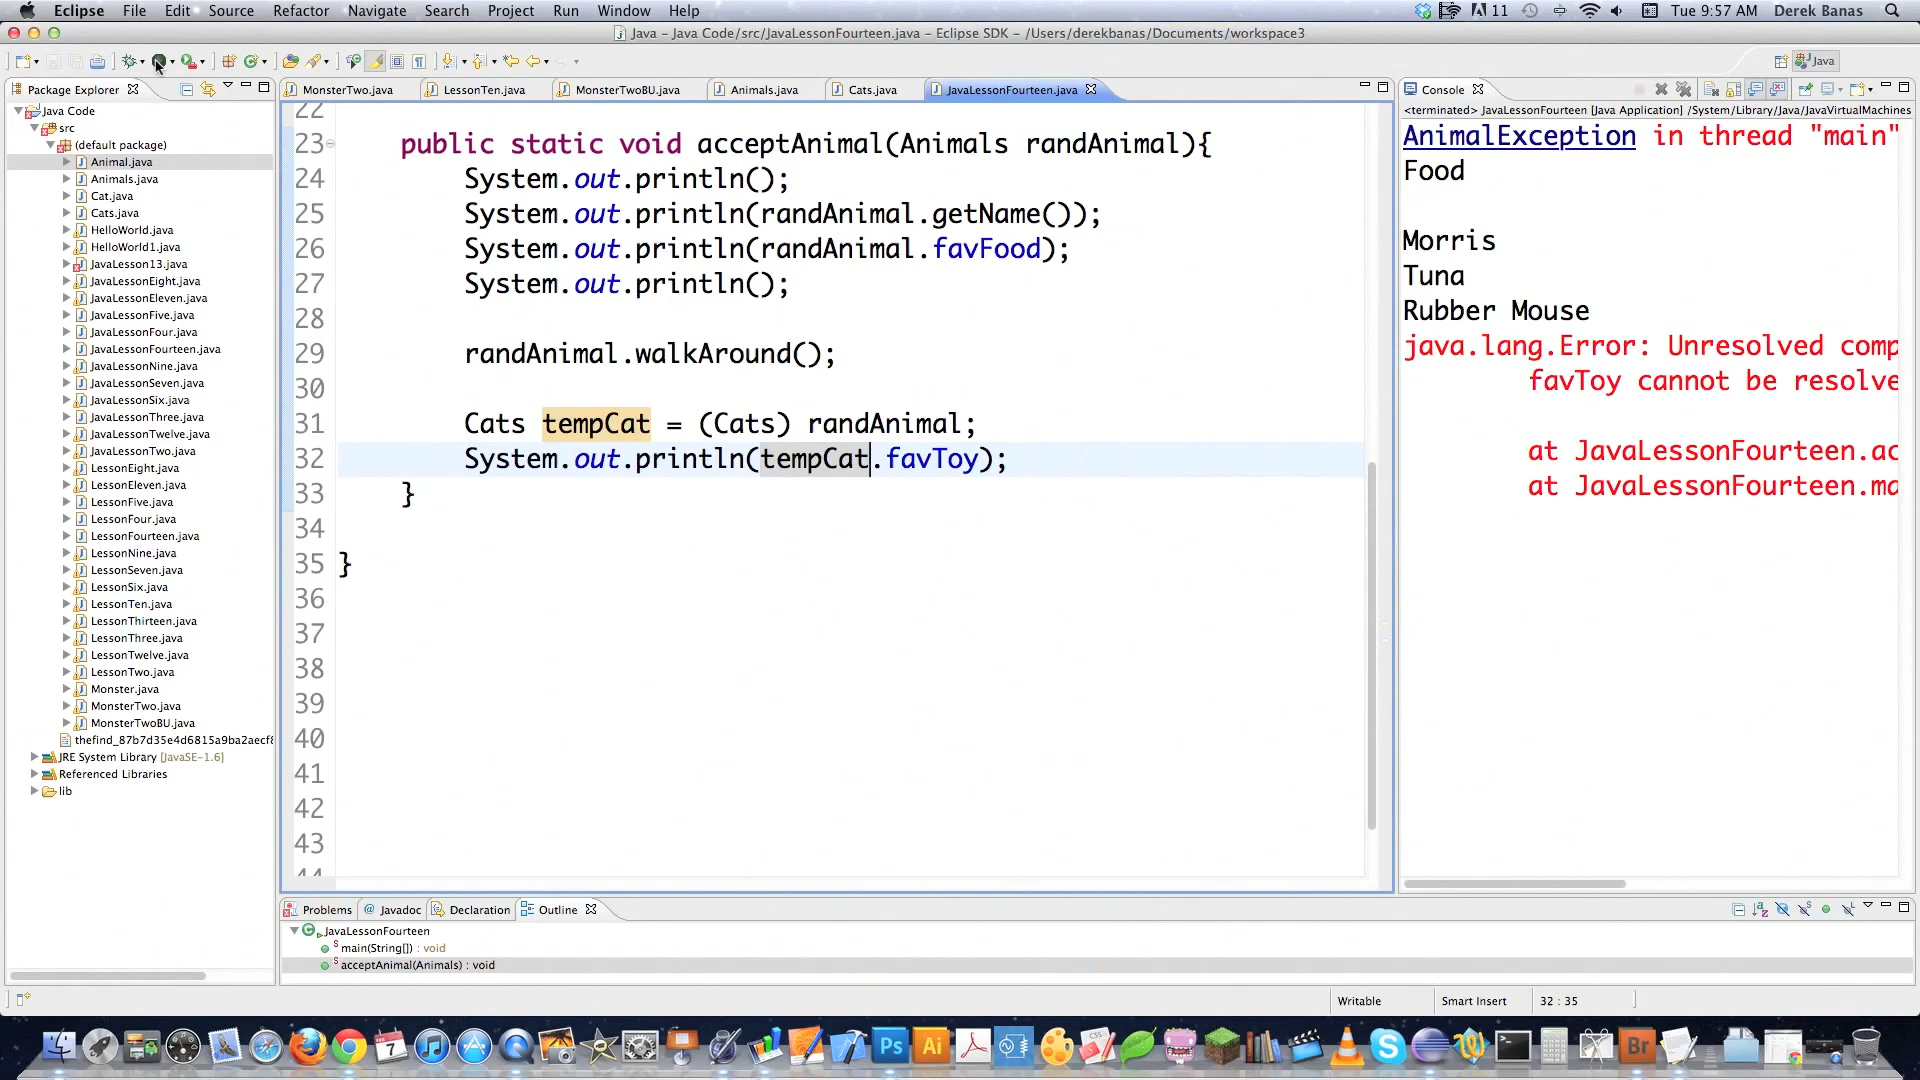 Eclipse File Edit Source Refactor Navigate Search Project Run Window Help 11 Tue 9:57 AM Derek Banas
Java - Java Code/src/JavaLessonFourteen.java - Eclipse SDK - /Users/derekbanas/Documents/workspace3
Java
Package Explorer
Java Code
src
(default package)
Animal.java
Animals.java
Cat.java
Cats.java
HelloWorld.java
HelloWorld1.java
JavaLesson13.java
JavaLessonEight.java
JavaLessonEleven.java
JavaLessonFive.java
JavaLessonFour.java
JavaLessonFourteen.java
JavaLessonNine.java
JavaLessonSeven.java
JavaLessonSix.java
JavaLessonThree.java
JavaLessonTwelve.java
JavaLessonTwo.java
LessonEight.java
LessonEleven.java
LessonFive.java
LessonFour.java
LessonFourteen.java
LessonNine.java
LessonSeven.java
LessonSix.java
LessonTen.java
LessonThirteen.java
LessonThree.java
LessonTwelve.java
LessonTwo.java
Monster.java
MonsterTwo.java
MonsterTwoBU.java
thefind_87b7d35e4d6815a9ba2aecf8
JRE System Library [JavaSE-1.6]
Referenced Libraries
lib
MonsterTwo.java LessonTen.java MonsterTwoBU.java Animals.java Cats.java JavaLessonFourteen.java
22
23 public static void acceptAnimal(Animals randAnimal){
24 System.out.println();
25 System.out.println(randAnimal.getName());
26 System.out.println(randAnimal.favFood);
27 System.out.println();
28
29 randAnimal.walkAround();
30
31 Cats tempCat = (Cats) randAnimal;
32 System.out.println(tempCat.favToy);
33 }
34
35 }
36
37
38
39
40
41
42
43
44
Console
<terminated> JavaLessonFourteen [Java Application] /System/Library/Java/JavaVirtualMachines
AnimalException in thread "main"
Food
Morris
Tuna
Rubber Mouse
java.lang.Error: Unresolved comp
favToy cannot be resolve
at JavaLessonFourteen.ac
at JavaLessonFourteen.ma
Problems @ Javadoc Declaration Outline
JavaLessonFourteen
main(String[]) : void
acceptAnimal(Animals) : void
Writable Smart Insert 32 : 35
7 Ps Ai CSS Br